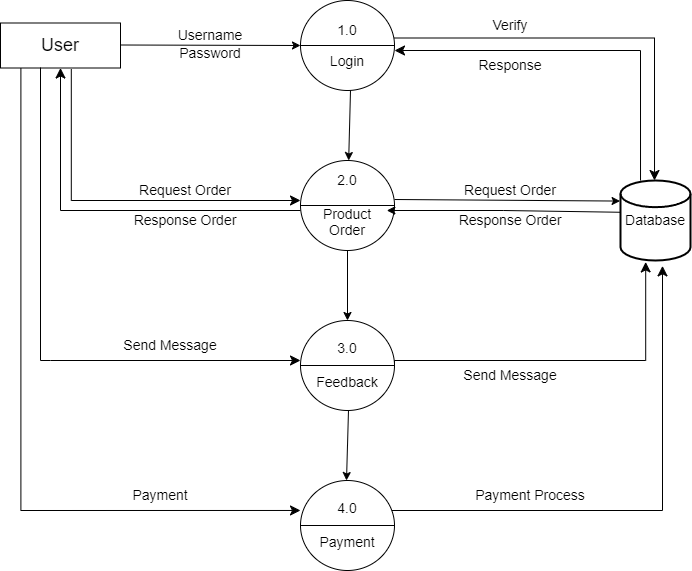 User
Username
Password
1.0
Login
Verify
Response
Request Order
Response Order
2.0
Product
Order
Request Order
Response Order
Database
Send Message
3.0
Feedback
Send Message
Payment
4.0
Payment
Payment Process